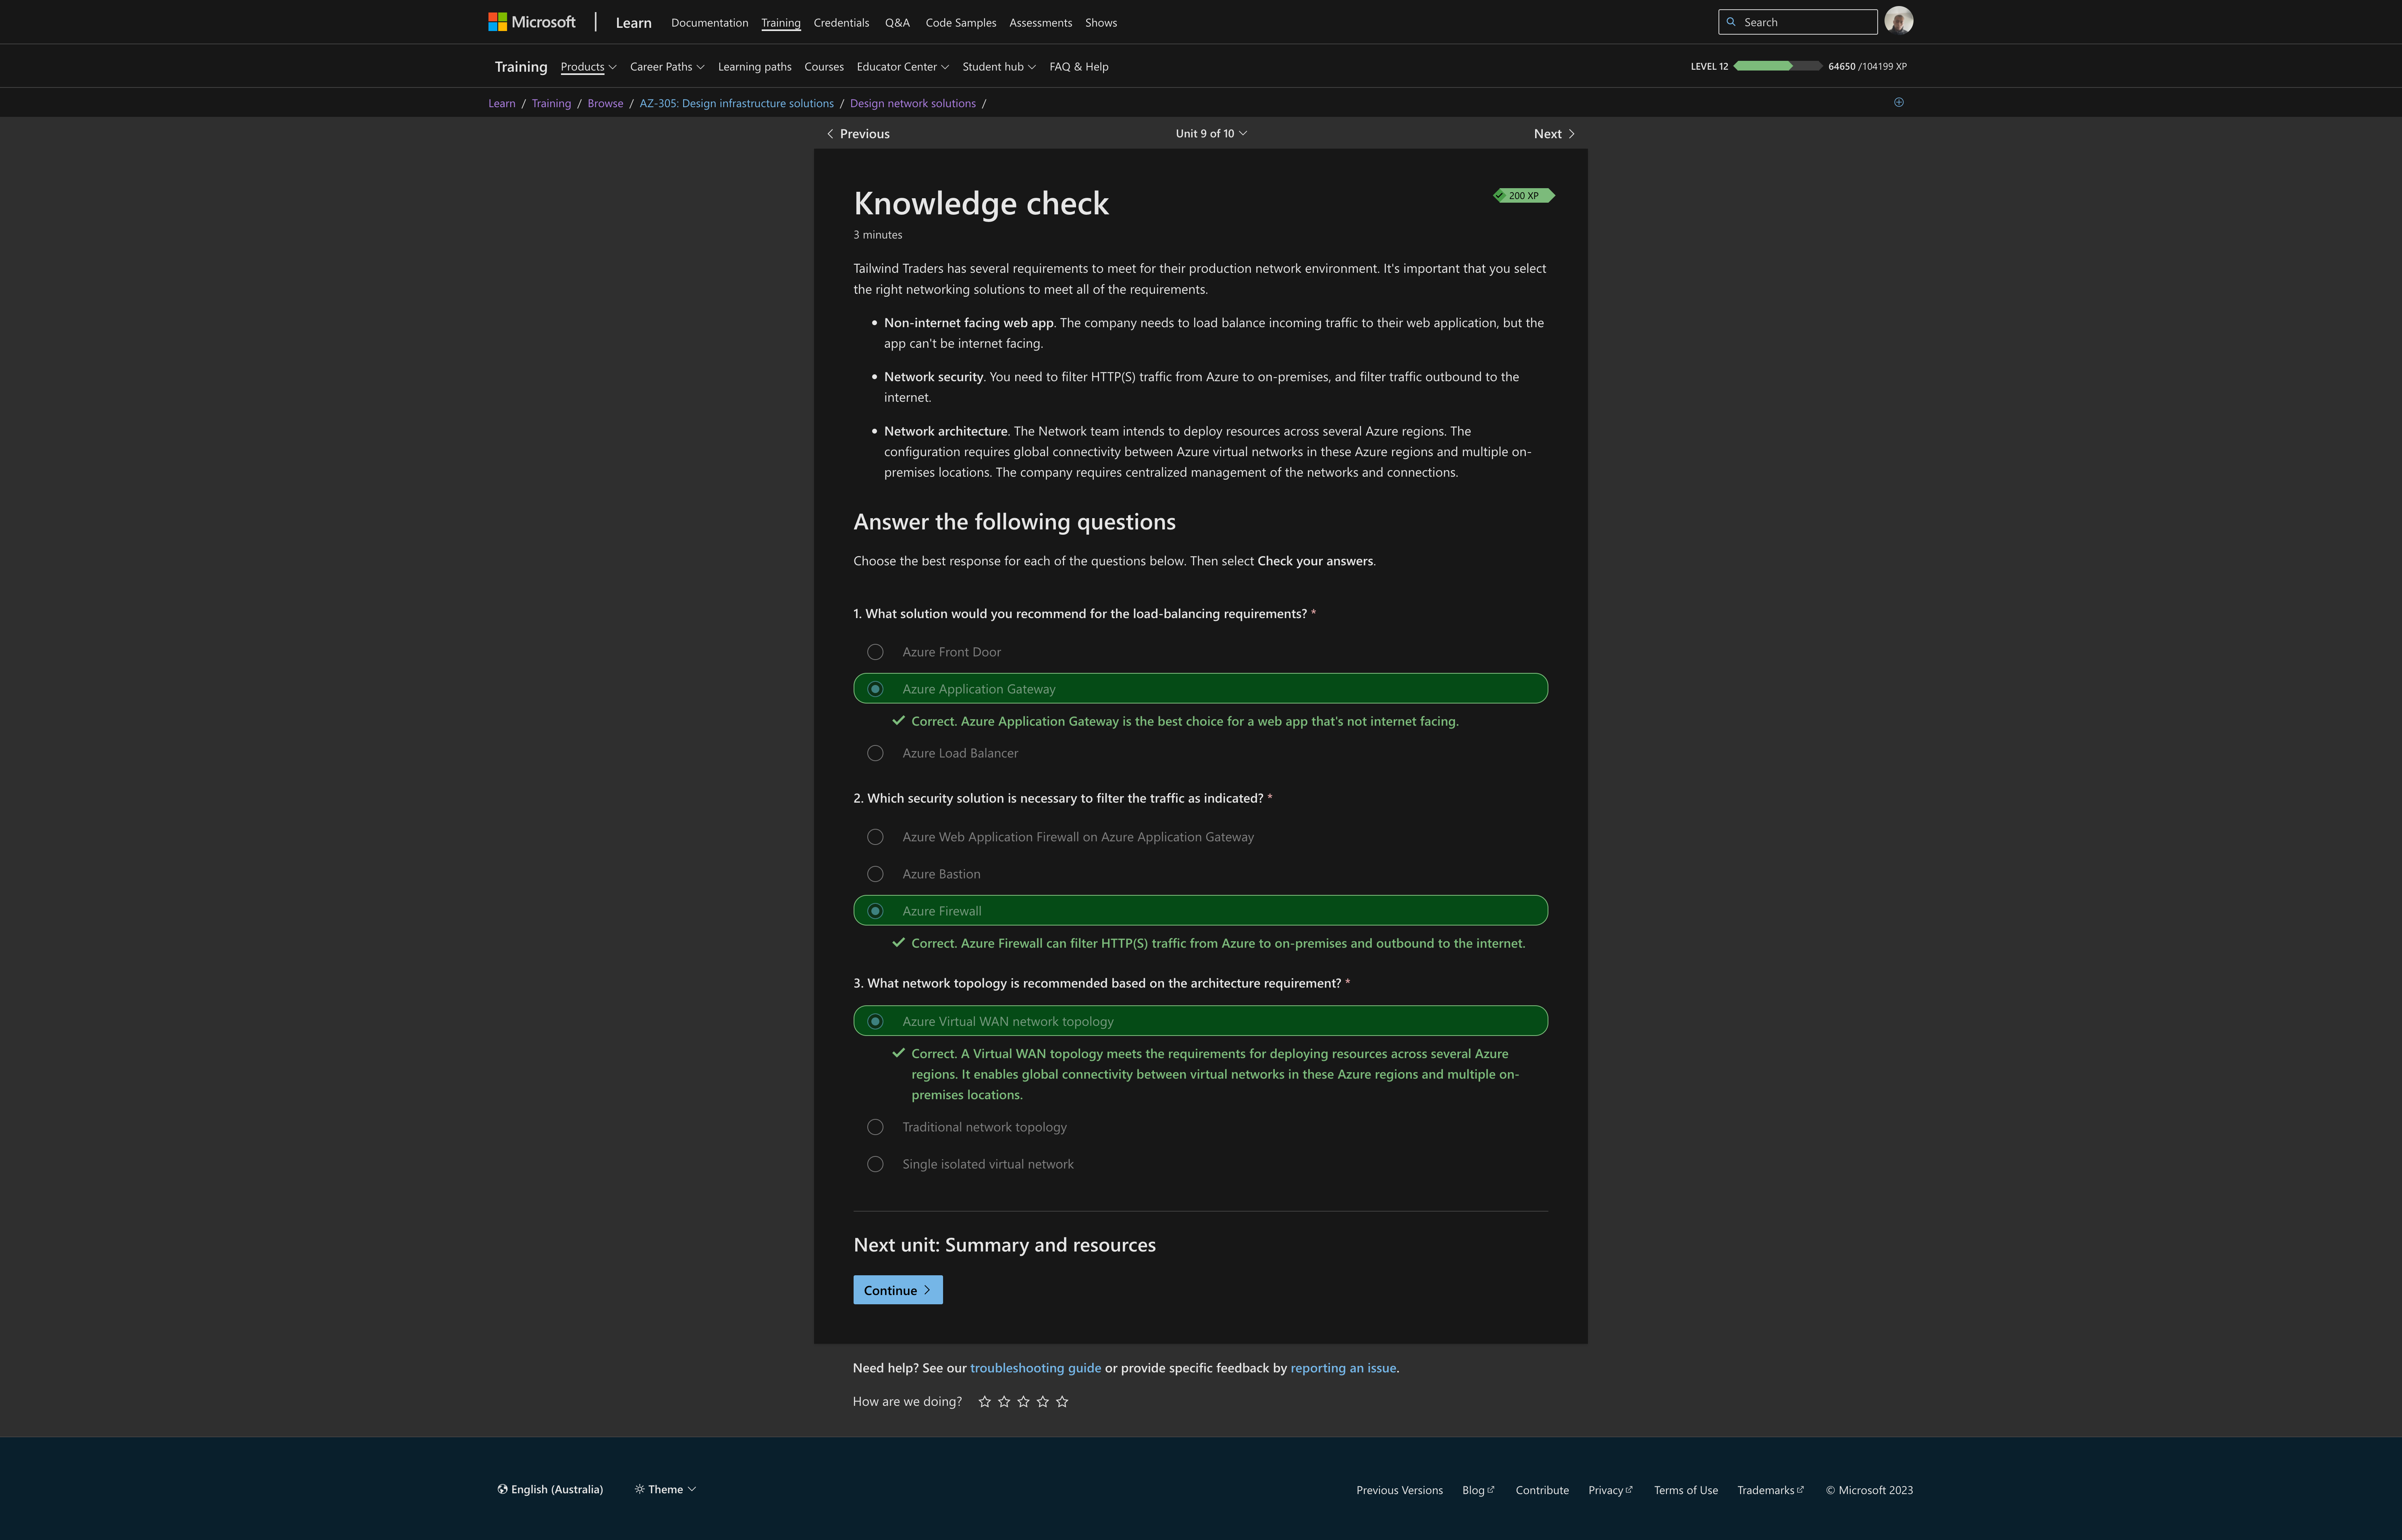 Microsoft
Learn
Documentation
Training
Credentials
Q&A
Code Samples
Assessments
Shows
Search
Training
Products
Career Paths
Learning paths
Courses
Educator Center
Student hub
FAQ & Help
LEVEL 12
64650 /104199 XP
Learn / Training / Browse / AZ-305: Design infrastructure solutions / Design network solutions /
Previous
Unit 9 of 10
Next
Knowledge check
200 XP
3 minutes
Tailwind Traders has several requirements to meet for their production network environment. It's important that you select
the right networking solutions to meet all of the requirements.
• Non-internet facing web app. The company needs to load balance incoming traffic to their web application, but the
app can't be internet facing.
• Network security. You need to filter HTTP(S) traffic from Azure to on-premises, and filter traffic outbound to the
internet.
• Network architecture. The Network team intends to deploy resources across several Azure regions. The
configuration requires global connectivity between Azure virtual networks in these Azure regions and multiple on-
premises locations. The company requires centralized management of the networks and connections.
Answer the following questions
Choose the best response for each of the questions below. Then select Check your answers.
1. What solution would you recommend for the load-balancing requirements? *
Azure Front Door
Azure Application Gateway
Correct. Azure Application Gateway is the best choice for a web app that's not internet facing.
Azure Load Balancer
2. Which security solution is necessary to filter the traffic as indicated? *
Azure Web Application Firewall on Azure Application Gateway
Azure Bastion
Azure Firewall
Correct. Azure Firewall can filter HTTP(S) traffic from Azure to on-premises and outbound to the internet.
3. What network topology is recommended based on the architecture requirement? *
Azure Virtual WAN network topology
Correct. A Virtual WAN topology meets the requirements for deploying resources across several Azure
regions. It enables global connectivity between virtual networks in these Azure regions and multiple on-
premises locations.
Traditional network topology
Single isolated virtual network
Next unit: Summary and resources
Continue
Need help? See our troubleshooting guide or provide specific feedback by reporting an issue.
How are we doing?
English (Australia)
Theme
Previous Versions
Blog
Contribute
Privacy
Terms of Use
Trademarks
© Microsoft 2023